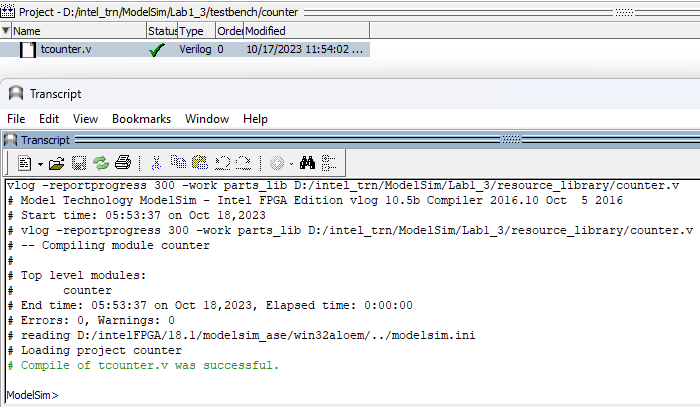 Project - D:/intel_trn/ModelSim/Lab1_3/testbench/counter
Name Status Type Order Modified
tcounter.v Verilog 0 10/17/2023 11:54:02 ...
Transcript
File Edit View Bookmarks Window Help
Transcript
vlog -reportprogress 300 -work parts_lib D:/intel_trn/ModelSim/Lab1_3/resource_library/counter.v
# Model Technology ModelSim - Intel FPGA Edition vlog 10.5b Compiler 2016.10 Oct  5 2016
# Start time: 05:53:37 on Oct 18,2023
# vlog -reportprogress 300 -work parts_lib D:/intel_trn/ModelSim/Lab1_3/resource_library/counter.v
# -- Compiling module counter
#
# Top level modules:
#       counter
# End time: 05:53:37 on Oct 18,2023, Elapsed time: 0:00:00
# Errors: 0, Warnings: 0
# reading D:/intelFPGA/18.1/modelsim_ase/win32aloem/../modelsim.ini
# Loading project counter
# Compile of tcounter.v was successful.
ModelSim>